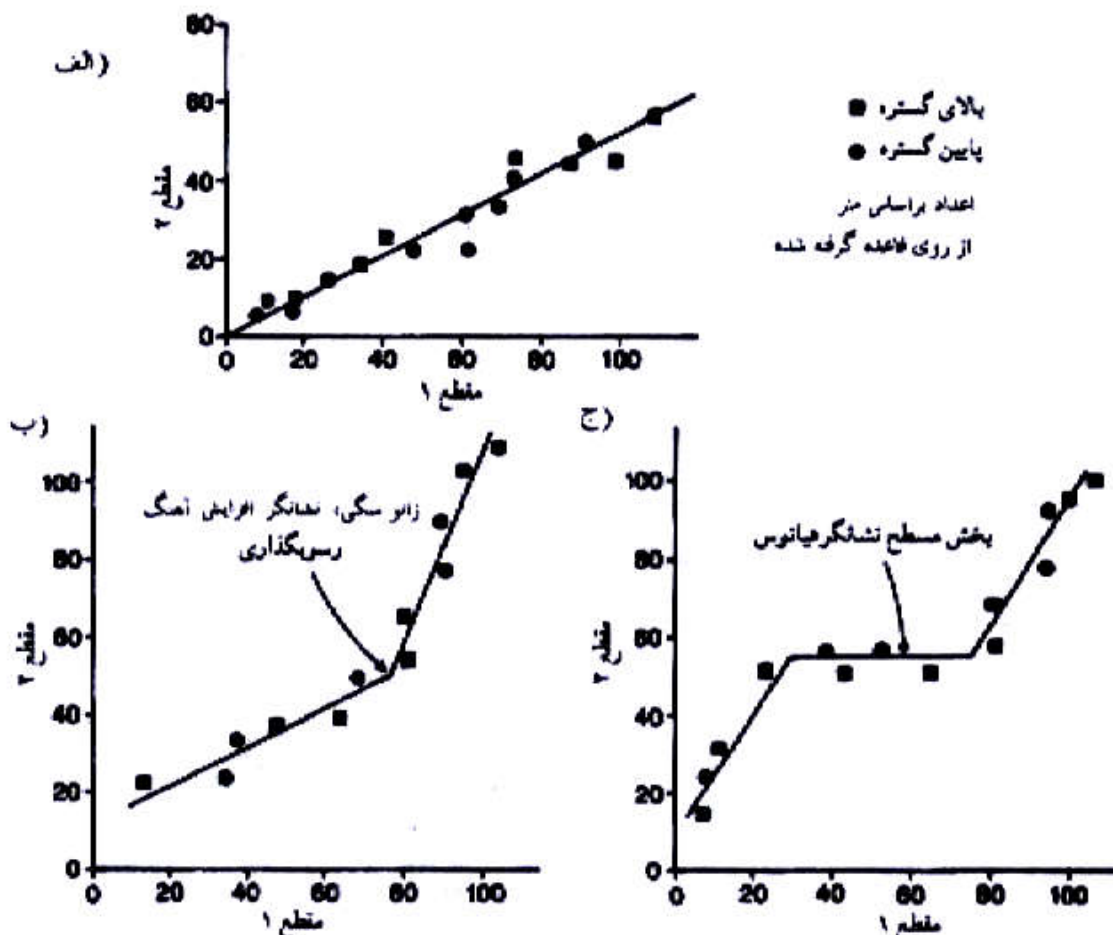 الف)
80
60
40
20
0
0 20 40 60 80 100
مقطع ۲
مقطع ۱
بالای گستره
پایین گستره
اعداد براساس متر
از روی قاعده گرفته شده
ب)
100
80
60
40
20
0
0 20 40 60 80 100
مقطع ۲
مقطع ۱
زانو سگی، نشانگر افزایش آهنگ
رسوبگذاری
ج)
100
80
60
40
20
0
0 20 40 60 80 100
مقطع ۲
مقطع ۱
بخش مسطح نشانگر هیاتوس